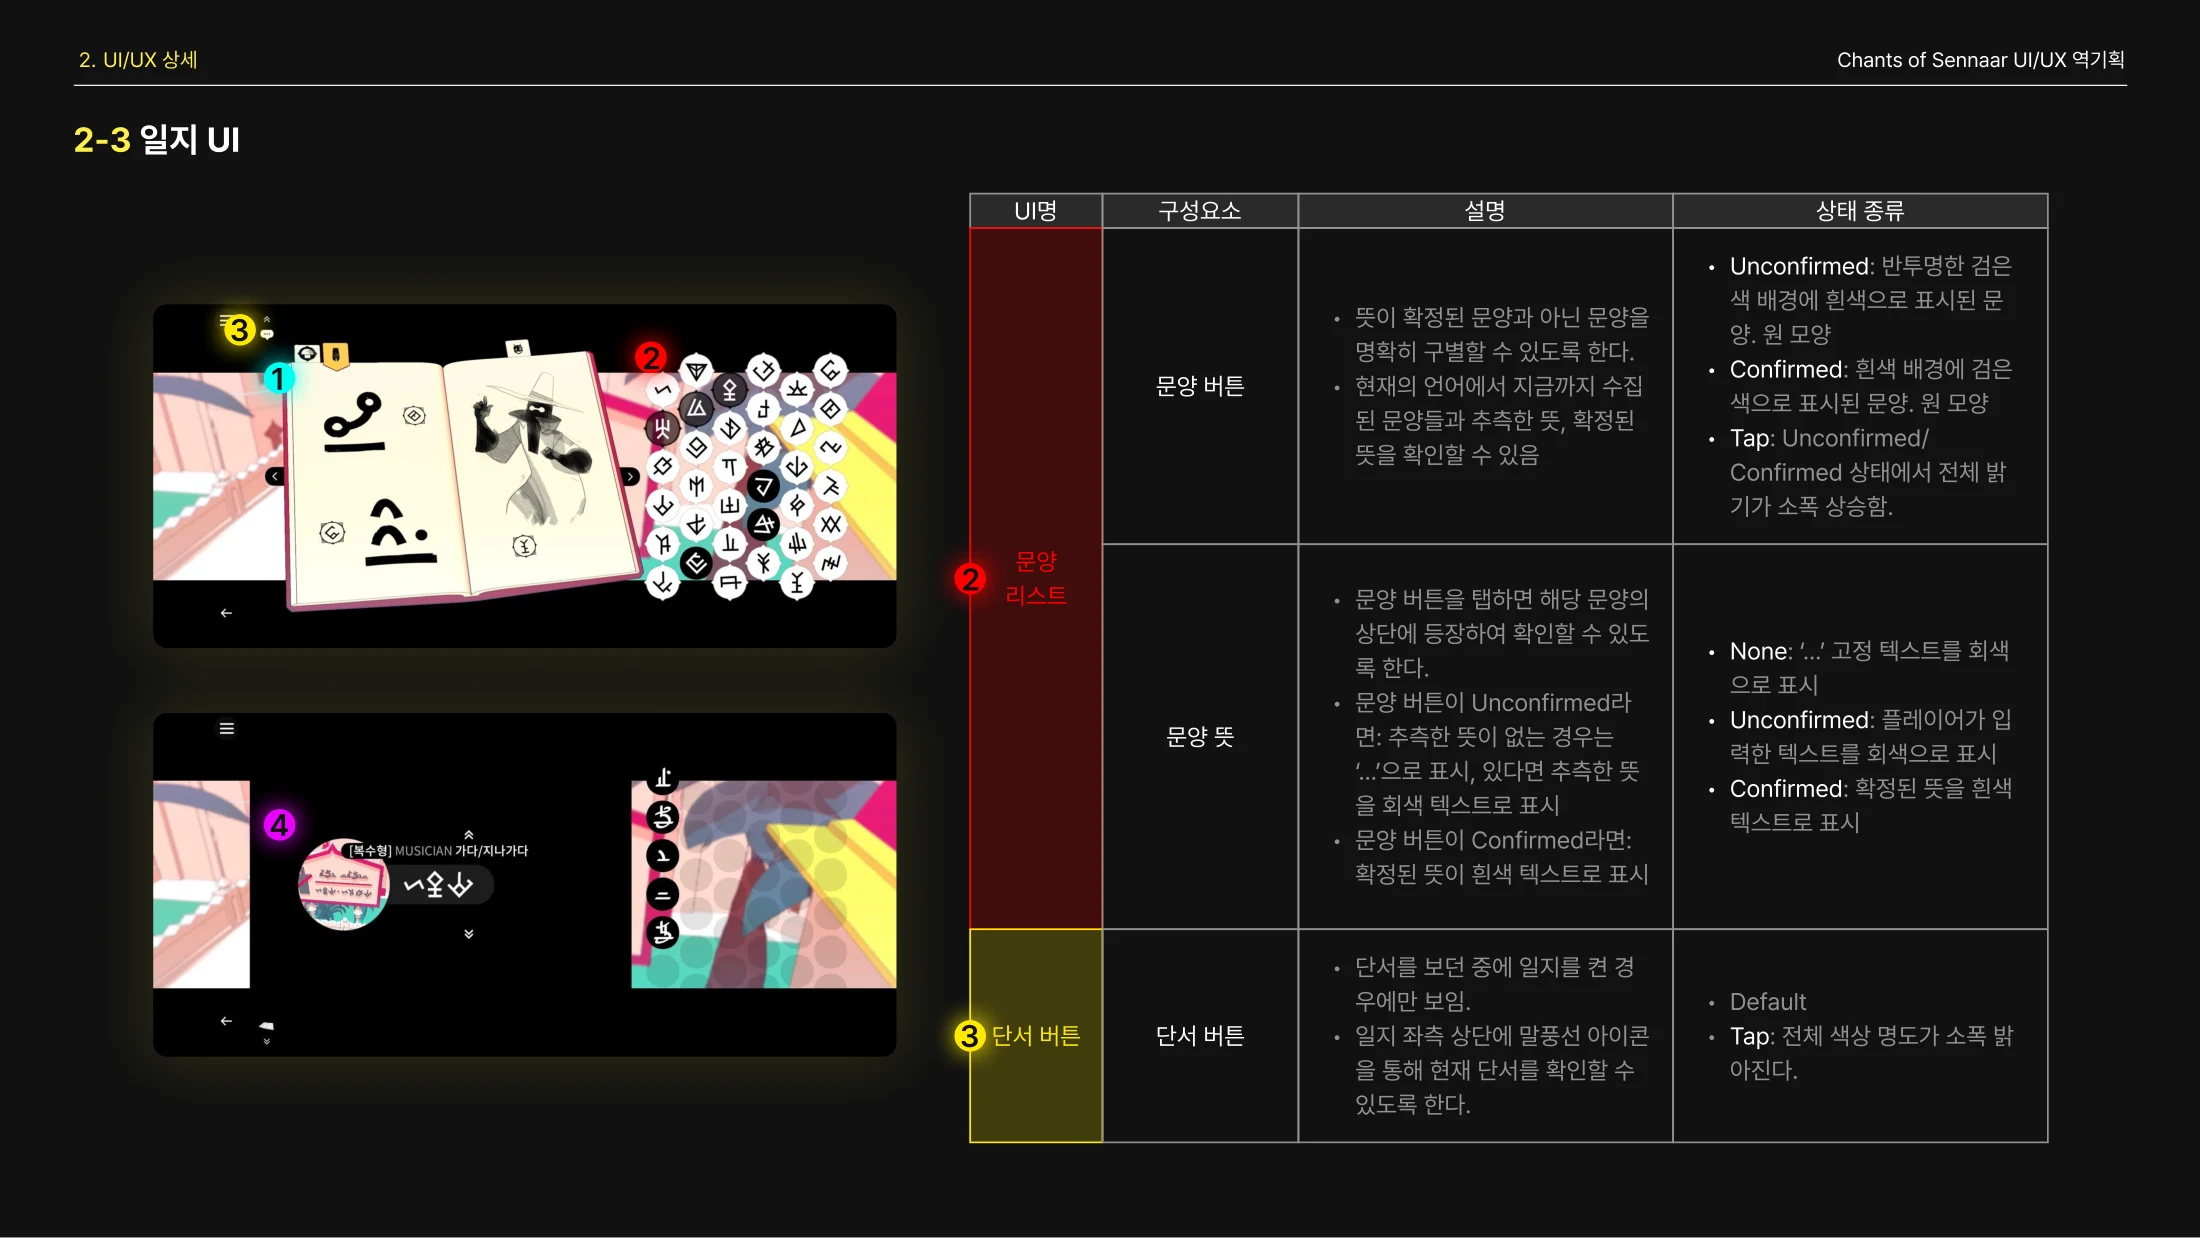 2. UI/UX 상세
Chants of Sennaar UI/UX 역기획
2-3 일지 UI
3
1
2
4
[복수형] MUSICIAN 가다/지나가다
UI명
구성요소
설명
상태 종류
2
문양
리스트
문양 버튼
• 뜻이 확정된 문양과 아닌 문양을
명확히 구별할 수 있도록 한다.
• 현재의 언어에서 지금까지 수집
된 문양들과 추측한 뜻, 확정된
뜻을 확인할 수 있음
• Unconfirmed: 반투명한 검은
색 배경에 흰색으로 표시된 문
양. 원 모양
• Confirmed: 흰색 배경에 검은
색으로 표시된 문양. 원 모양
• Tap: Unconfirmed/
Confirmed 상태에서 전체 밝
기가 소폭 상승함.
문양 뜻
• 문양 버튼을 탭하면 해당 문양의
상단에 등장하여 확인할 수 있도
록 한다.
• 문양 버튼이 Unconfirmed라
면: 추측한 뜻이 없는 경우는
‘...’으로 표시, 있다면 추측한 뜻
을 회색 텍스트로 표시
• 문양 버튼이 Confirmed라면:
확정된 뜻이 흰색 텍스트로 표시
• None: ‘...’ 고정 텍스트를 회색
으로 표시
• Unconfirmed: 플레이어가 입
력한 텍스트를 회색으로 표시
• Confirmed: 확정된 뜻을 흰색
텍스트로 표시
3
단서 버튼
단서 버튼
• 단서를 보던 중에 일지를 켠 경
우에만 보임.
• 일지 좌측 상단에 말풍선 아이콘
을 통해 현재 단서를 확인할 수
있도록 한다.
• Default
• Tap: 전체 색상 명도가 소폭 밝
아진다.